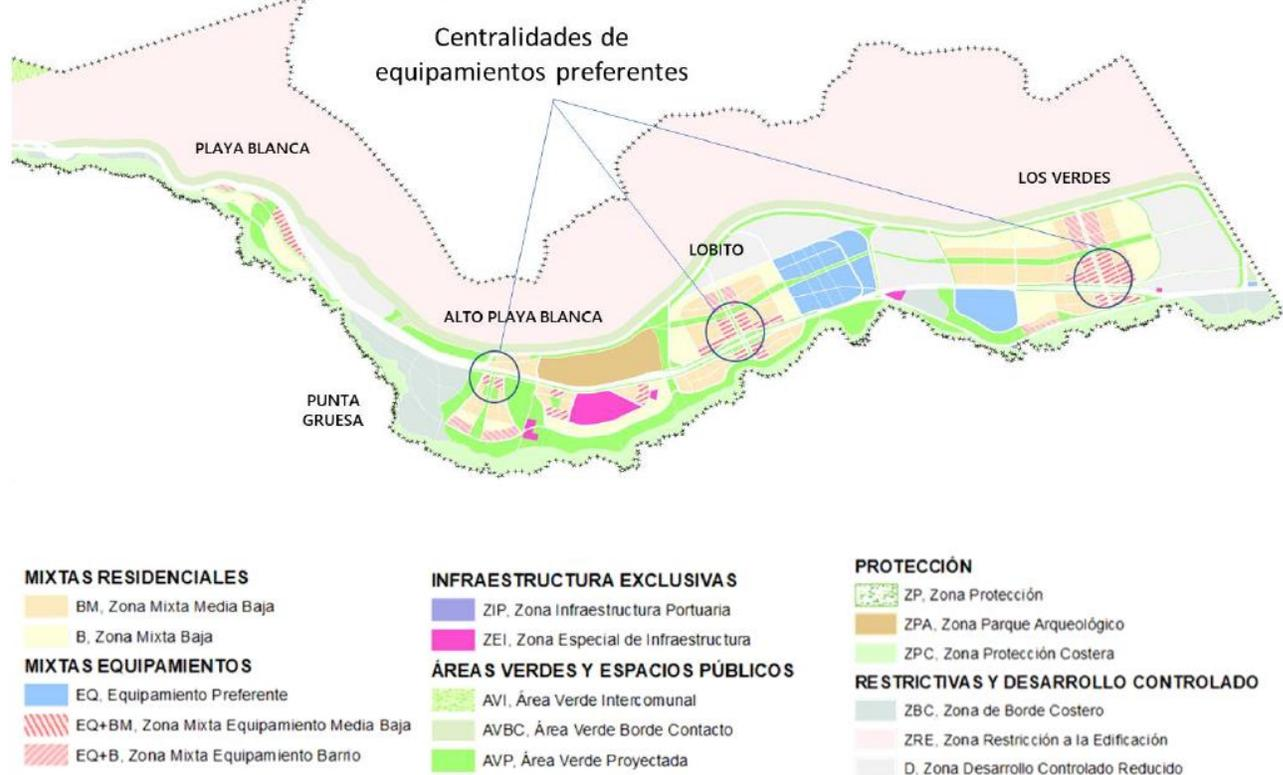 Centralidades de
equipamientos preferentes
PLAYA BLANCA
LOS VERDES
LOBITO
ALTO PLAYA BLANCA
PUNTA
GRUESA
MIXTAS RESIDENCIALES
BM, Zona Mixta Media Baja
B, Zona Mixta Baja
MIXTAS EQUIPAMIENTOS
EQ, Equipamiento Preferente
EQ+BM, Zona Mixta Equipamiento Media Baja
EQ+B, Zona Mixta Equipamiento Barrio
INFRAESTRUCTURA EXCLUSIVAS
ZIP, Zona Infraestructura Portuaria
ZEI, Zona Especial de Infraestructura
ÁREAS VERDES Y ESPACIOS PÚBLICOS
AVI, Área Verde Intercomunal
AVBC, Área Verde Borde Contacto
AVP, Área Verde Proyectada
PROTECCIÓN
ZP, Zona Protección
ZPA, Zona Parque Arqueológico
ZPC, Zona Protección Costera
RESTRICTIVAS Y DESARROLLO CONTROLADO
ZBC, Zona de Borde Costero
ZRE, Zona Restricción a la Edificación
D, Zona Desarrollo Controlado Reducido